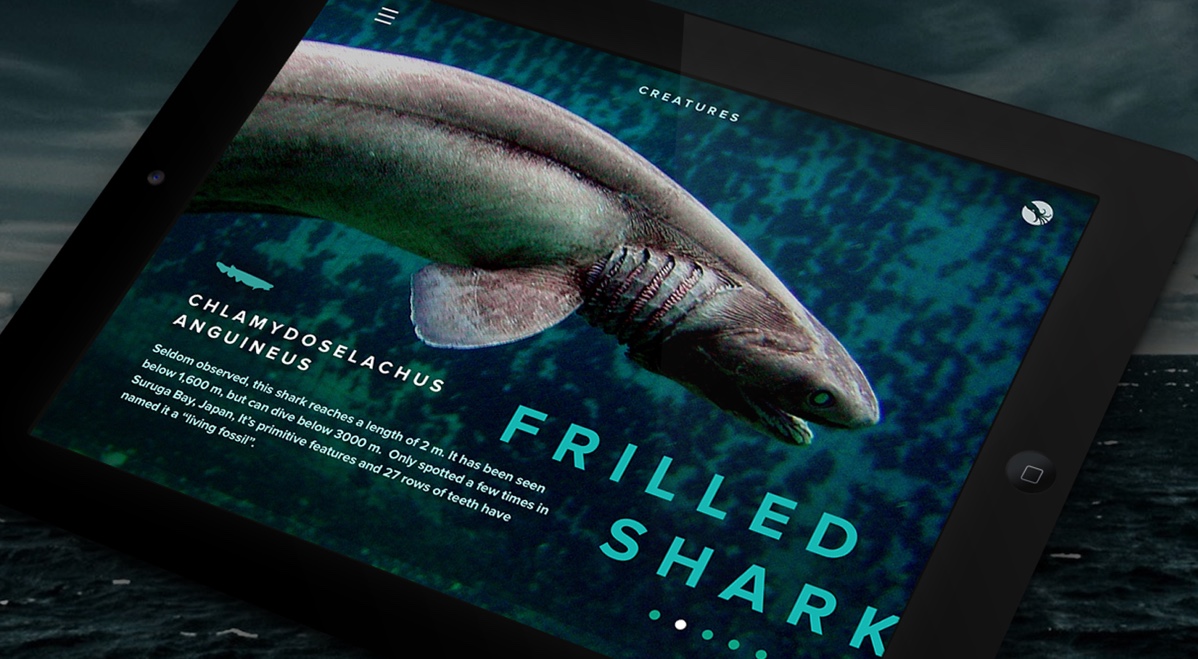 CREATURES
CHLAMYDOSELACHUS
ANGUINEUS
Seldom observed, this shark reaches a length of 2 m. It has been seen
below 1,600 m, but can dive below 3000 m.  Only spotted a few times in
Suruga Bay, Japan, It's primitive features and 27 rows of teeth have
named it a “living fossil”.
FRILLED
SHARK